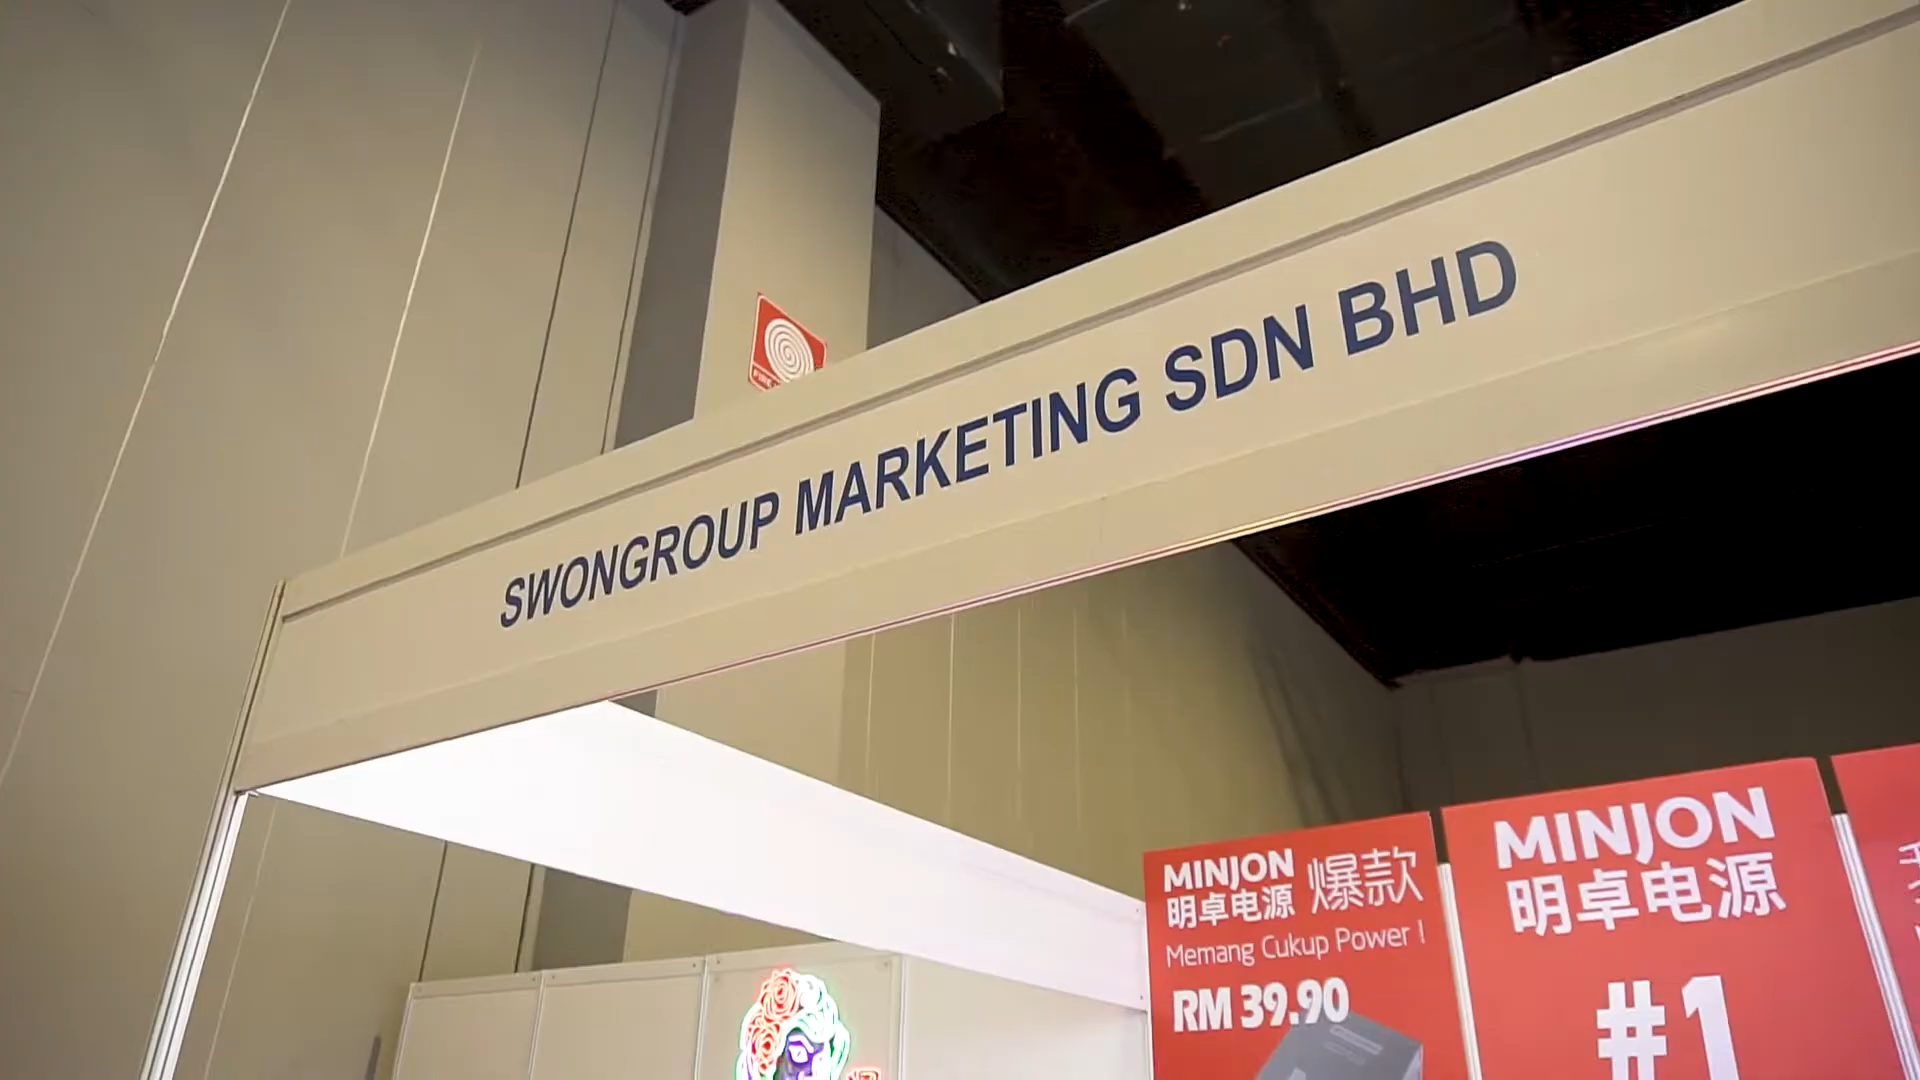 SWONGROUP MARKETING SDN BHD
MINJON
明卓电源
爆款
Memang Cukup Power !
RM 39.90
MINJON
明卓电源
#1